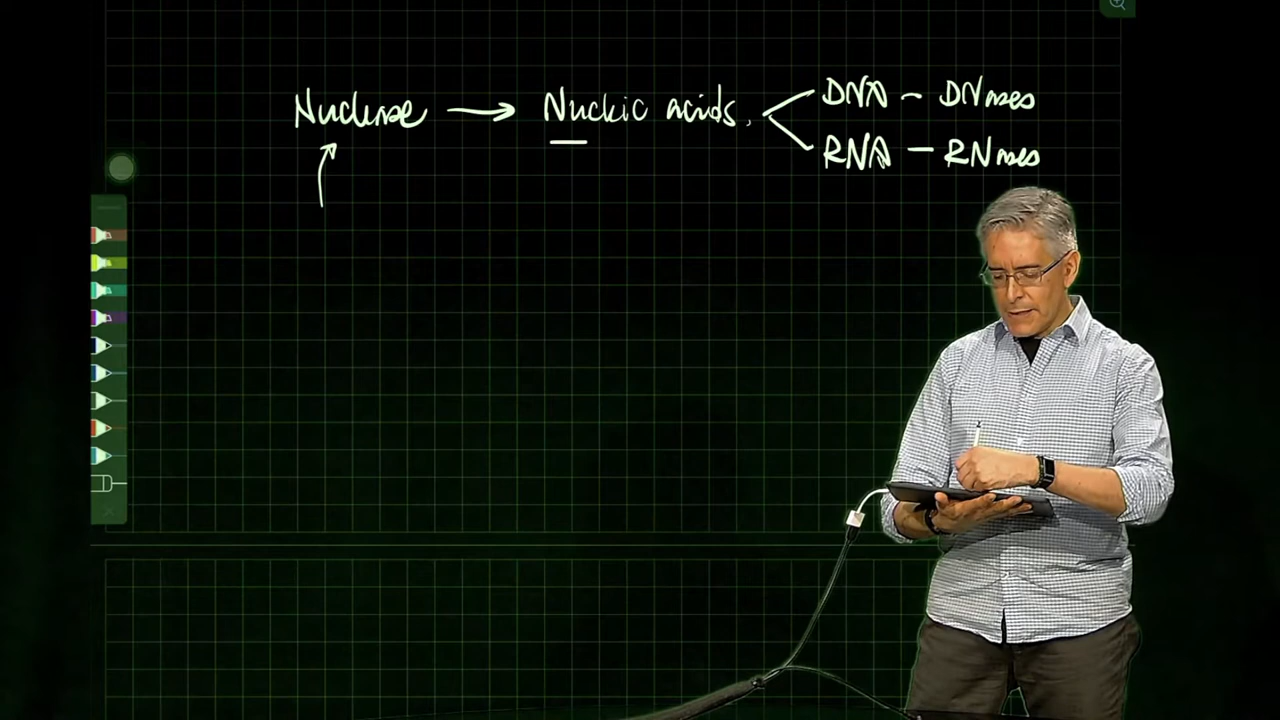 Nuclease → Nucleic acids, DNA - DNases
RNA - RNases